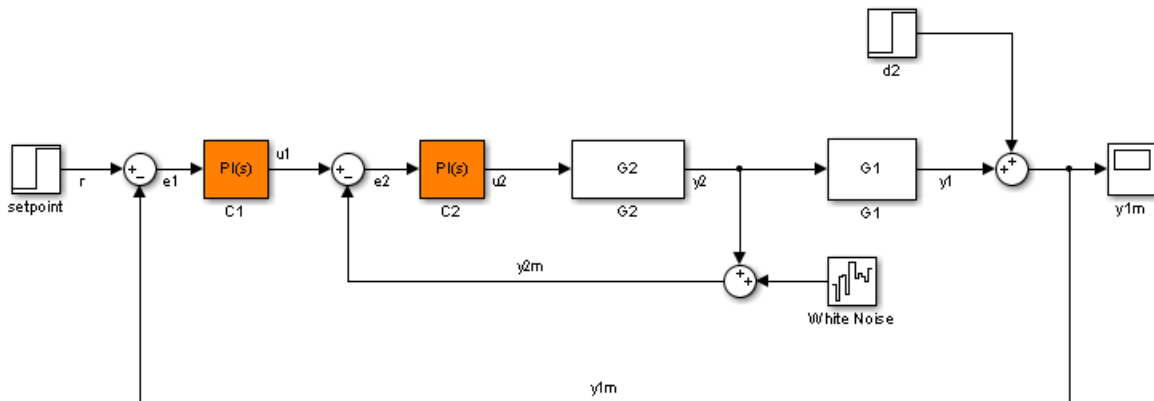 d2
setpoint
r
e1
PI(s)
C1
u1
e2
PI(s)
C2
u2
G2
G2
y2
G1
G1
y1
y1m
y2m
White Noise
y1m